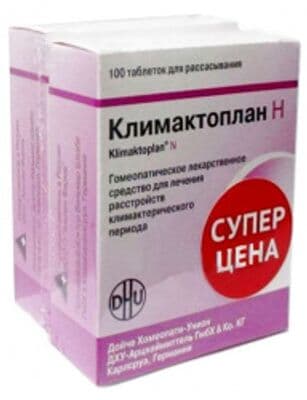 100 таблеток для рассасывания
Климактоплан Н
Klimaktoplan® N
Гомеопатическое лекарственное
средство для лечения
расстройств
климактерического
периода
СУПЕР
ЦЕНА
DHU
Дойче Хомеопати-Унион
ДХУ-Арцнаймиттель ГмбХ & Ко. КГ
Карлсруэ, Германия